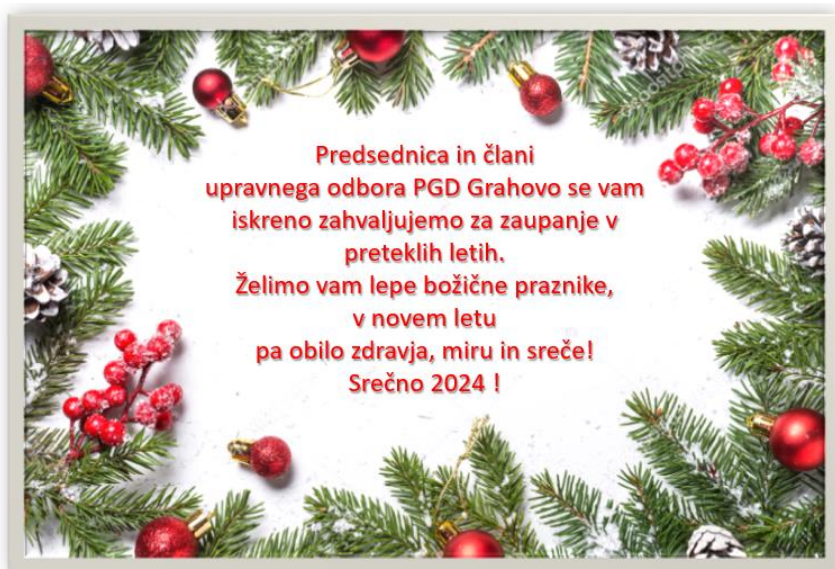 Predsednica in člani
upravnega odbora PGD Grahovo se vam
iskreno zahvaljujemo za zaupanje v
preteklih letih.
Želimo vam lepe božične praznike,
v novem letu
pa obilo zdravja, miru in sreče!
Srečno 2024 !